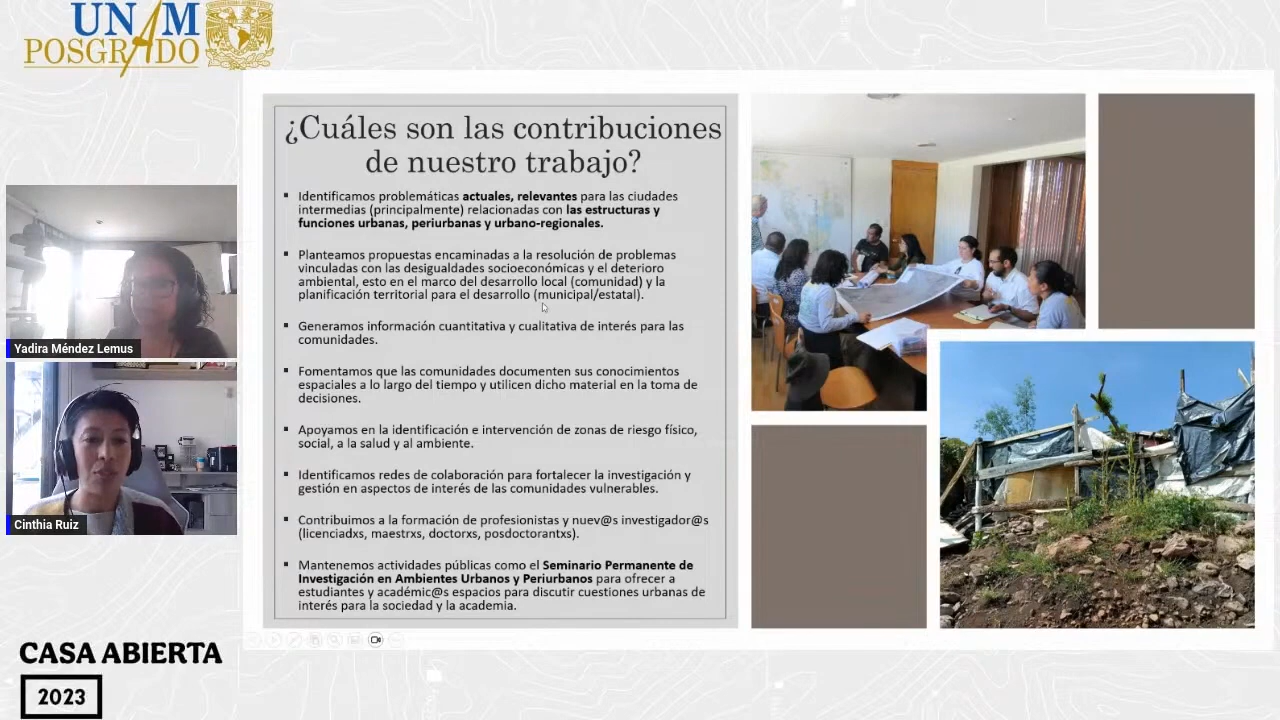 UNAM
POSGRADO
¿Cuáles son las contribuciones
de nuestro trabajo?
▪ Identificamos problemáticas actuales, relevantes para las ciudades
intermedias (principalmente) relacionadas con las estructuras y
funciones urbanas, periurbanas y urbano-regionales.
▪ Planteamos propuestas encaminadas a la resolución de problemas
vinculadas con las desigualdades socioeconómicas y el deterioro
ambiental, esto en el marco del desarrollo local (comunidad) y la
planificación territorial para el desarrollo (municipal/estatal).
▪ Generamos información cuantitativa y cualitativa de interés para las
comunidades.
▪ Fomentamos que las comunidades documenten sus conocimientos
espaciales a lo largo del tiempo y utilicen dicho material en la toma de
decisiones.
▪ Apoyamos en la identificación e intervención de zonas de riesgo físico,
social, a la salud y al ambiente.
▪ Identificamos redes de colaboración para fortalecer la investigación y
gestión en aspectos de interés de las comunidades vulnerables.
▪ Contribuimos a la formación de profesionistas y nuev@s investigador@s
(licenciadxs, maestrxs, doctorxs, posdoctorantxs).
▪ Mantenemos actividades públicas como el Seminario Permanente de
Investigación en Ambientes Urbanos y Periurbanos para ofrecer a
estudiantes y académic@s espacios para discutir cuestiones urbanas de
interés para la sociedad y la academia.
Yadira Méndez Lemus
Cinthia Ruiz
CASA ABIERTA
2023